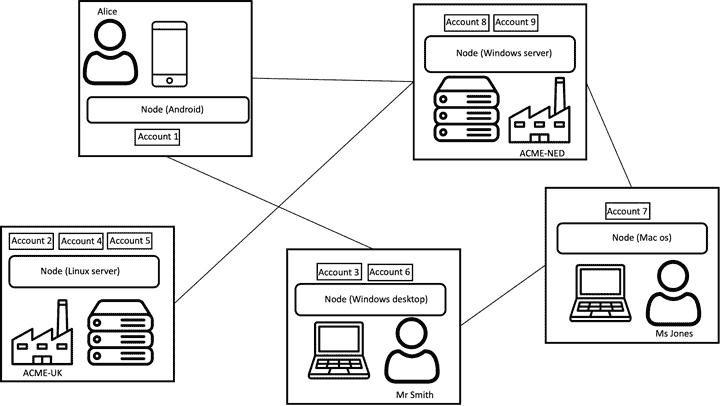 Alice
Node (Android)
Account 1
Account 8 Account 9
Node (Windows server)
ACME-NED
Account 2 Account 4 Account 5
Node (Linux server)
ACME-UK
Account 3 Account 6
Node (Windows desktop)
Mr Smith
Account 7
Node (Mac os)
Ms Jones